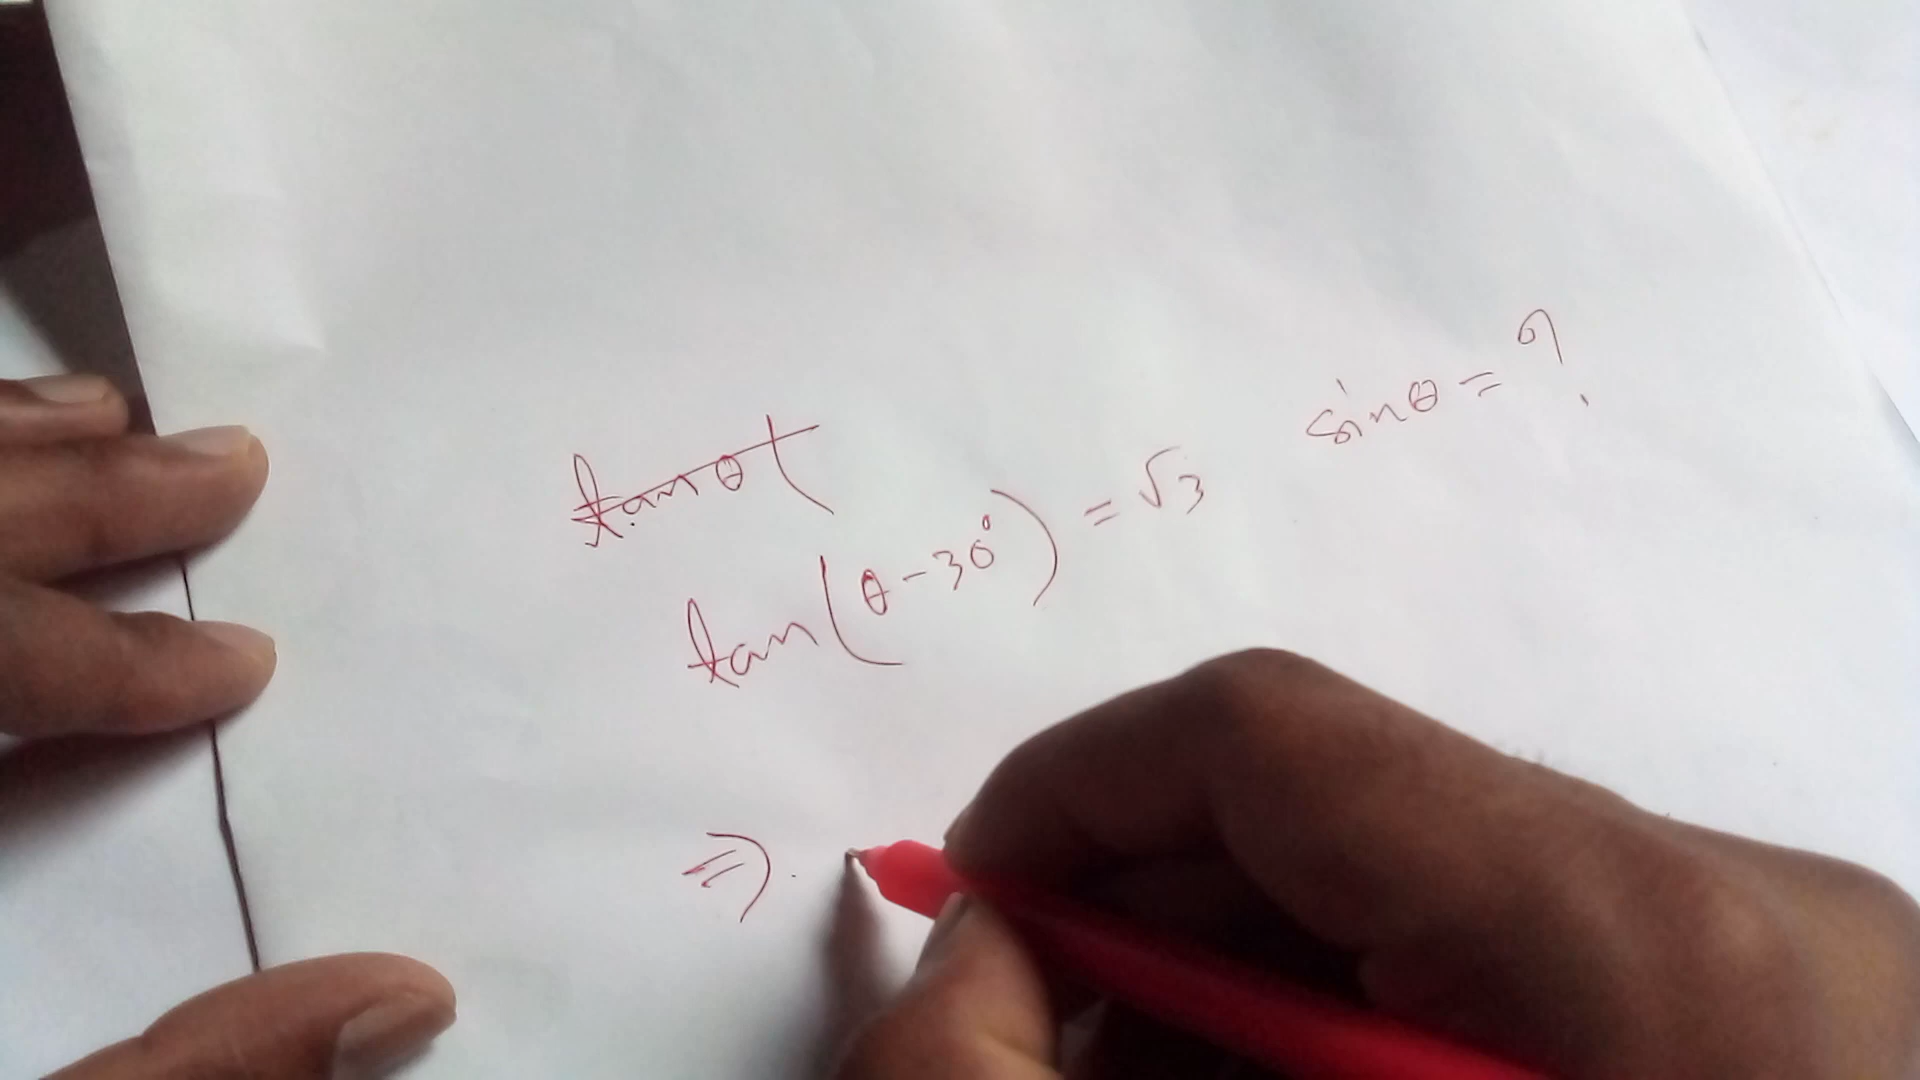 tanθ(
tan(θ-30°) = √3 sinθ = ?
⇒